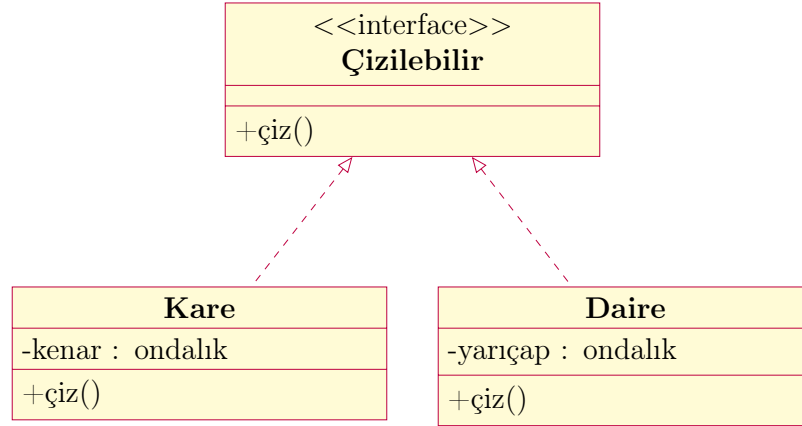 <<interface>>
Çizilebilir
+çiz()
Kare
-kenar : ondalık
+çiz()
Daire
-yarıçap : ondalık
+çiz()